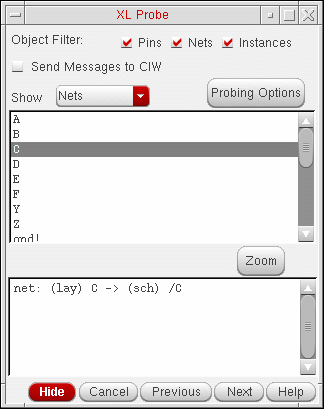 XL Probe
Object Filter: Pins Nets Instances
Send Messages to CIW
Show Nets Probing Options
A
B
C
D
E
F
Y
Z
gnd!
Zoom
net: (lay) C -> (sch) /C
Hide Cancel Previous Next Help